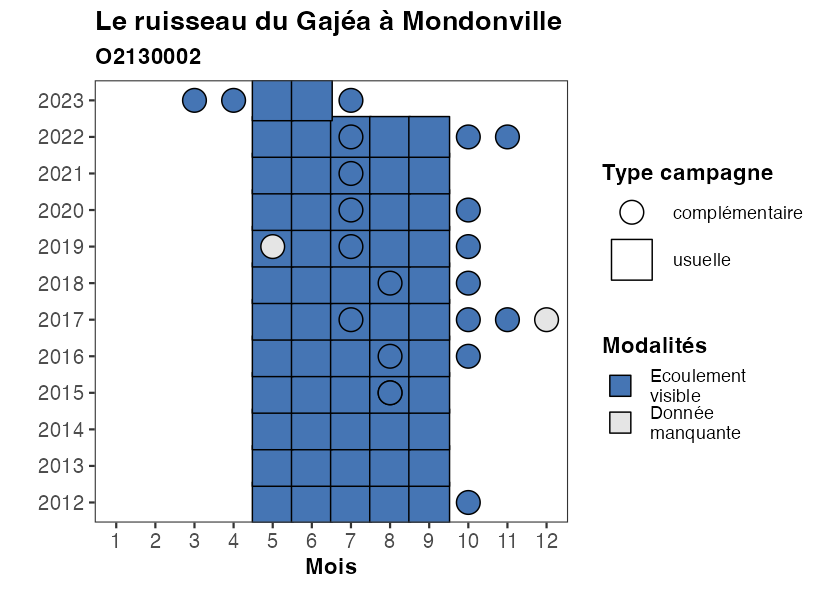 Le ruisseau du Gajéa à Mondonville
O2130002
2023
2022
2021
2020
2019
2018
2017
2016
2015
2014
2013
2012
1 2 3 4 5 6 7 8 9 10 11 12
Mois
Type campagne
complémentaire
usuelle
Modalités
Ecoulement
visible
Donnée
manquante